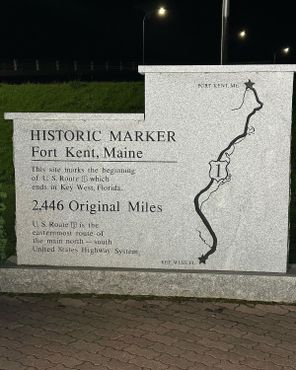 FORT KENT, ME.
HISTORIC MARKER
Fort Kent, Maine
This site marks the beginning
of U.S. Route 1 which
ends in Key West, Florida.
1
2,446 Original Miles
U.S. Route 1 is the
easternmost route of
the main north – south
United States Highway System.
KEY WEST, FL.